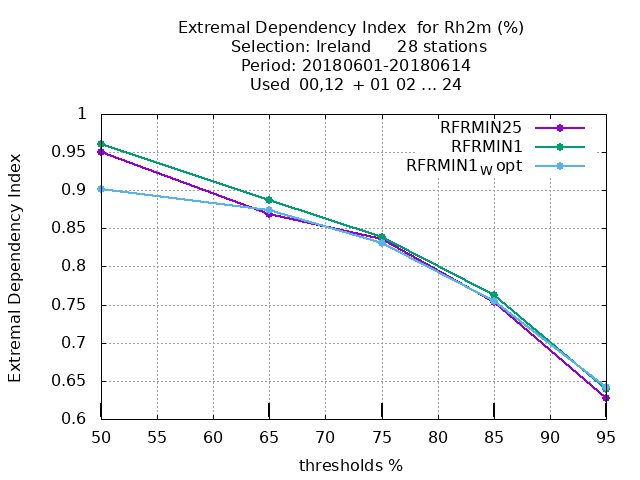 Extremal Dependency Index  for Rh2m (%)
Selection: Ireland     28 stations
Period: 20180601-20180614
Used  00,12  + 01 02 ... 24
RFRMIN25
RFRMIN1
RFRMIN1W opt
Extremal Dependency Index
1
0.95
0.9
0.85
0.8
0.75
0.7
0.65
0.6
50 55 60 65 70 75 80 85 90 95
thresholds %